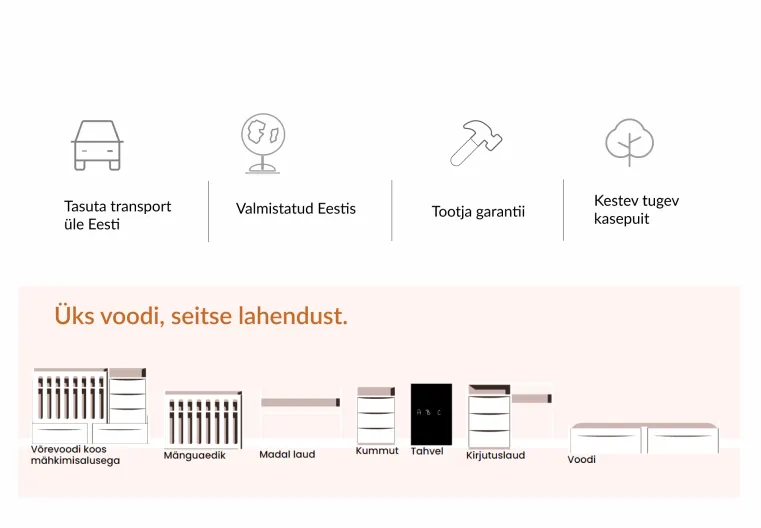 Tasuta transport
üle Eesti
Valmistatud Eestis
Tootja garantii
Kestev tugev
kasepuit
Üks voodi, seitse lahendust.
A B C
Võrevoodi koos
mähkimisalusega
Mänguaedik
Madal laud
Kummut
Tahvel
Kirjutuslaud
Voodi